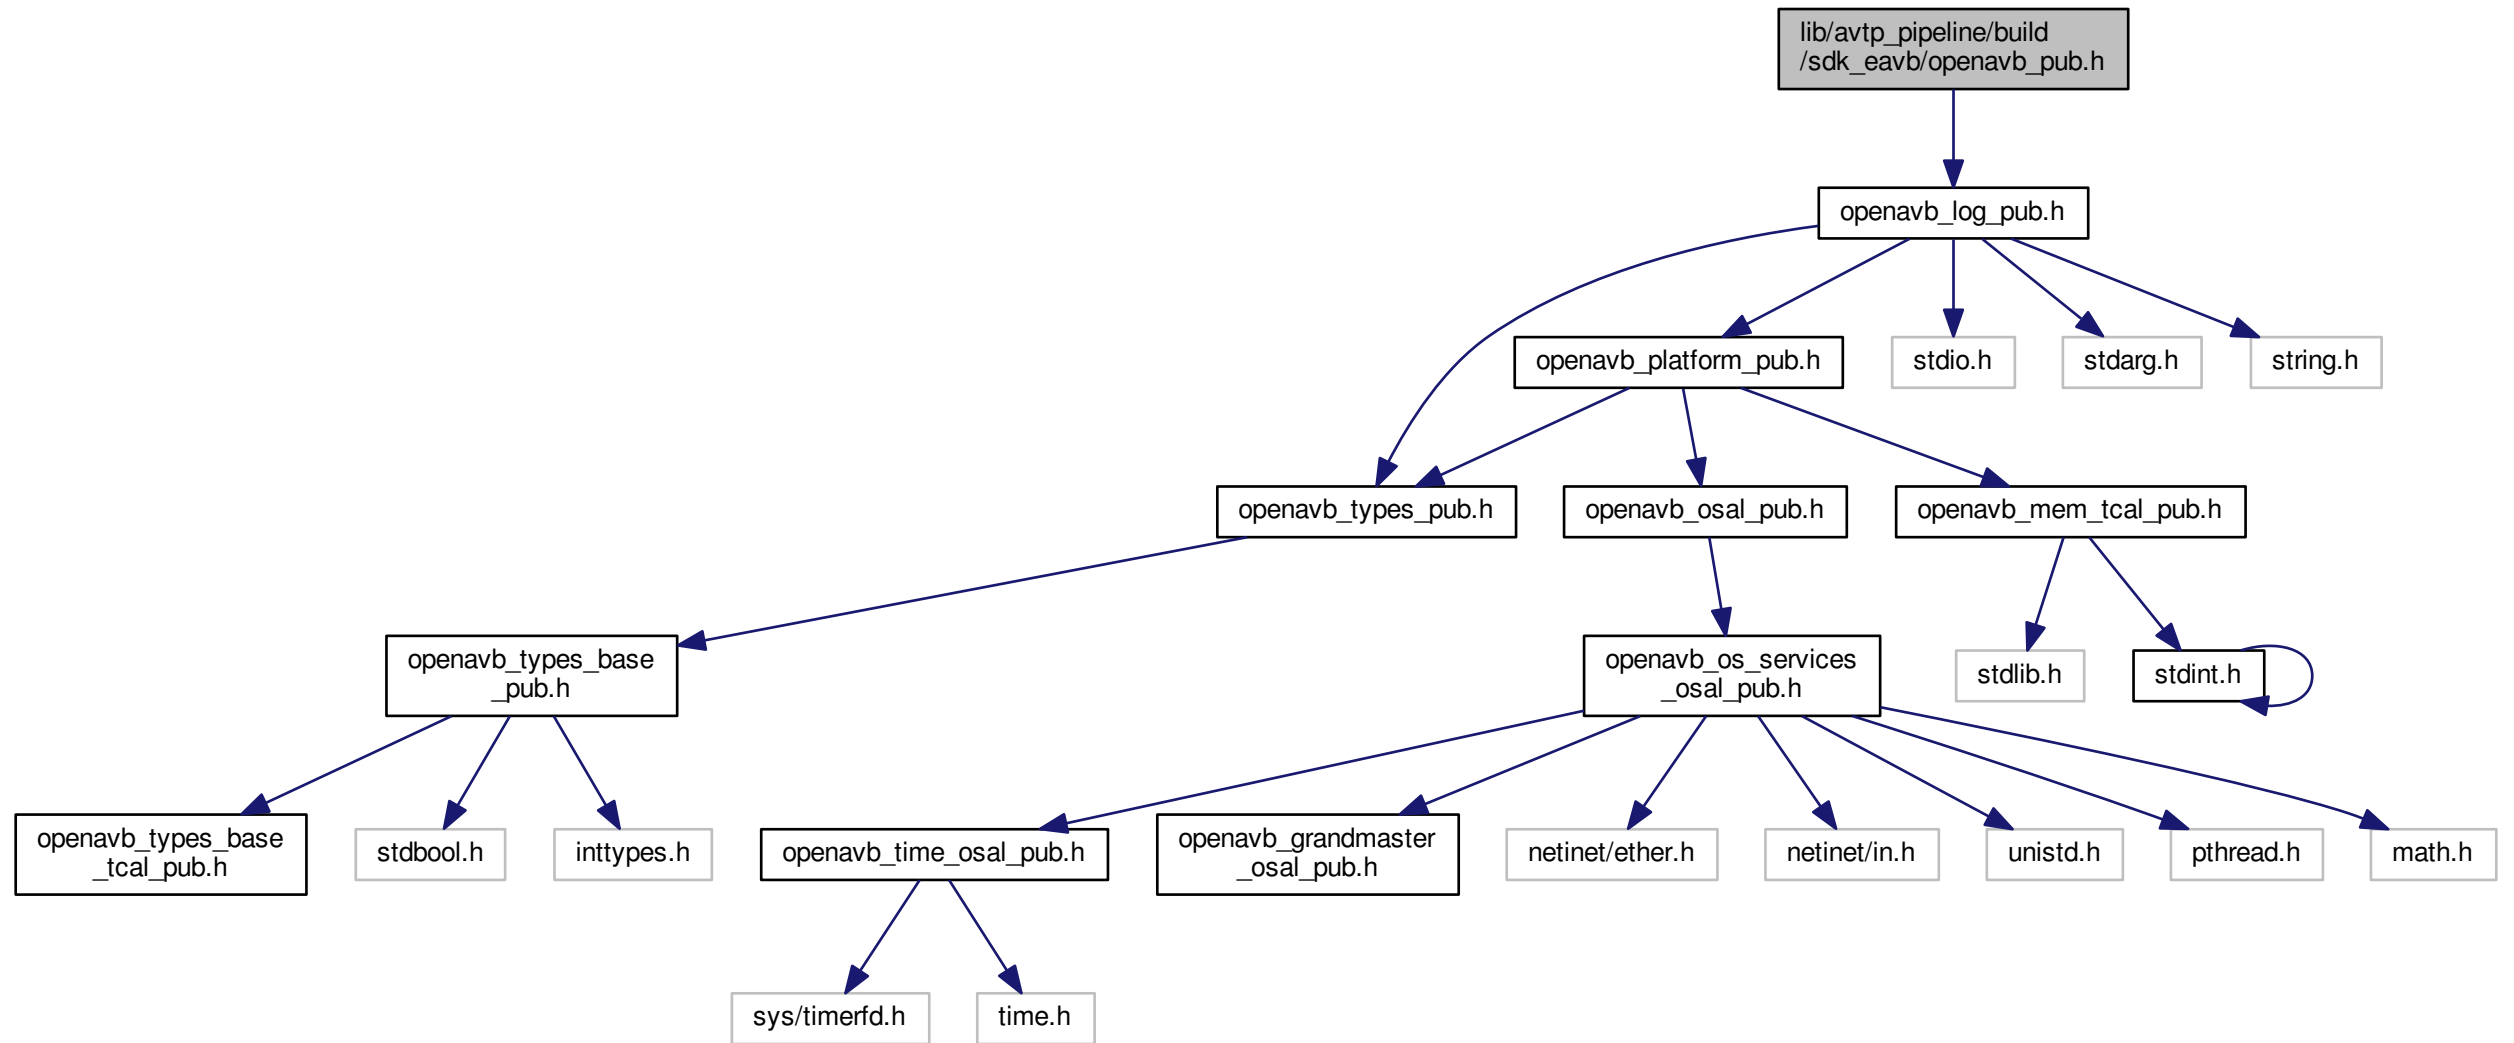 lib/avtp_pipeline/build
/sdk_eavb/openavb_pub.h
openavb_log_pub.h
openavb_platform_pub.h
stdio.h
stdarg.h
string.h
openavb_types_pub.h
openavb_osal_pub.h
openavb_mem_tcal_pub.h
openavb_types_base
_pub.h
openavb_os_services
_osal_pub.h
stdlib.h
stdint.h
openavb_types_base
_tcal_pub.h
stdbool.h
inttypes.h
openavb_time_osal_pub.h
openavb_grandmaster
_osal_pub.h
netinet/ether.h
netinet/in.h
unistd.h
pthread.h
math.h
sys/timerfd.h
time.h